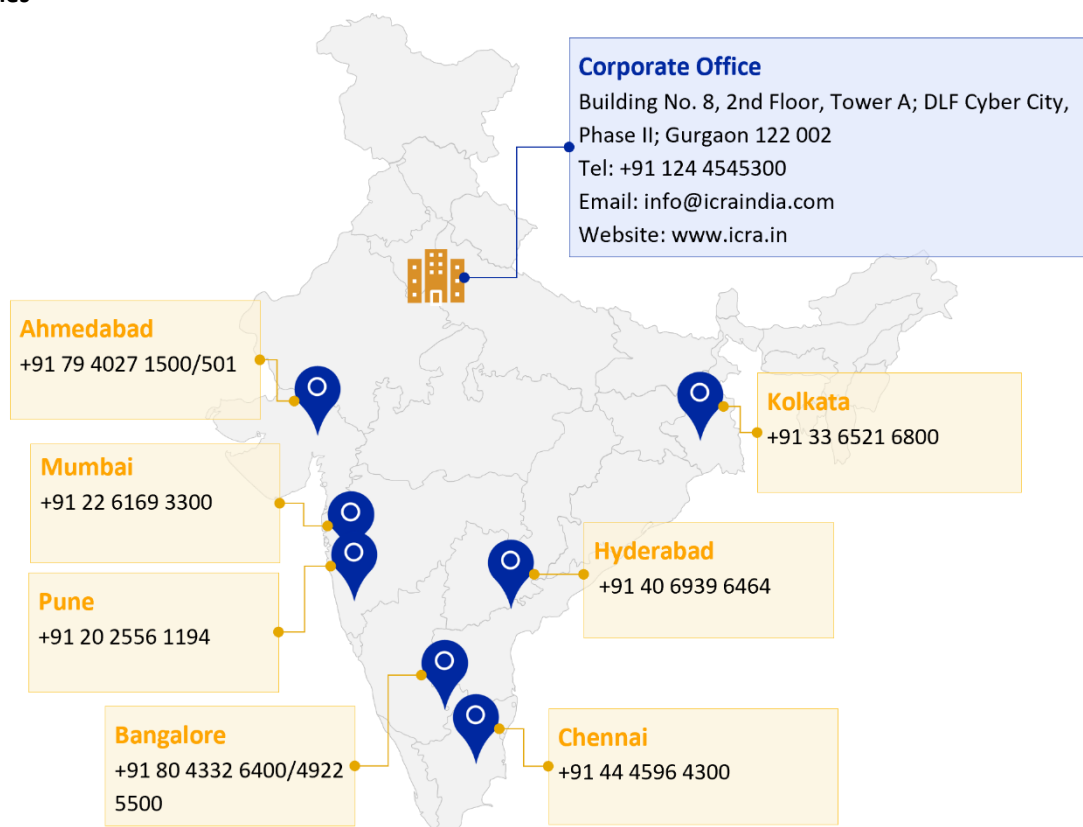 Corporate Office
Building No. 8, 2nd Floor, Tower A; DLF Cyber City,
Phase II; Gurgaon 122 002
Tel: +91 124 4545300
Email: info@icraindia.com
Website: www.icra.in
Ahmedabad
+91 79 4027 1500/501
Kolkata
+91 33 6521 6800
Mumbai
+91 22 6169 3300
Hyderabad
+91 40 6939 6464
Pune
+91 20 2556 1194
Bangalore
+91 80 4332 6400/4922
5500
Chennai
+91 44 4596 4300